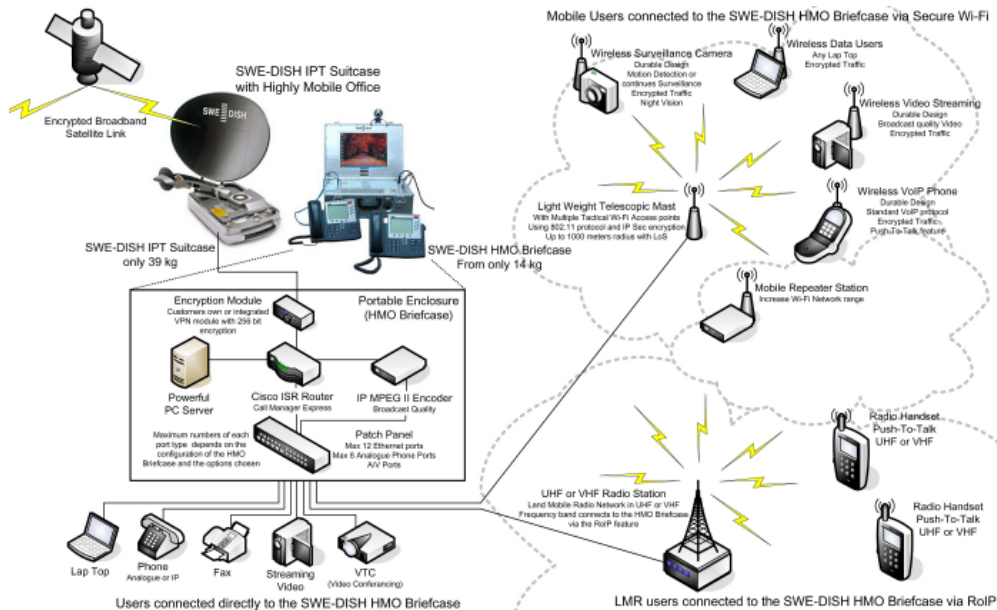 Mobile Users connected to the SWE-DISH HMO Briefcase via Secure Wi-Fi
SWE-DISH IPT Suitcase
with Highly Mobile Office
Encrypted Broadband
Satellite Link
SWE DISH
SWE-DISH IPT Suitcase
only 39 kg
SWE-DISH HMO Briefcase
From only 14 kg
Wireless Surveillance Camera
Durable Design
Motion Detection or
continues Surveillance
Encrypted Traffic
Night Vision
Wireless Data Users
Any Lap Top
Encrypted Traffic
Wireless Video Streaming
Durable Design
Broadcast quality Video
Encrypted Traffic
Light Weight Telescopic Mast
With Multiple Tactical Wi-Fi Access points
Using 802.11 protocol and IP Sec encryption
Up to 1000 meters radius with LoS
Wireless VoIP Phone
Durable Design
Standard VoIP protocol
Encrypted Traffic
Push-To-Talk feature
Mobile Repeater Station
Increase Wi-Fi Network range
Encryption Module
Customers own or integrated
VPN module with 256 bit
encryption
Portable Enclosure
(HMO Briefcase)
Powerful
PC Server
Cisco ISR Router
Call Manager Express
IP MPEG II Encoder
Broadcast Quality
Maximum numbers of each
port type depends on the
configuration of the HMO
Briefcase and the options chosen
Patch Panel
Max 12 Ethernet ports
Max 8 Analogue Phone Ports
A/V Ports
Lap Top
Phone
Analogue or IP
Fax
Streaming
Video
VTC
(Video Conferancing)
Users connected directly to the SWE-DISH HMO Briefcase
UHF or VHF Radio Station
Land Mobile Radio Network in UHF or VHF
Frequency band connects to the HMO Briefcase
via the RoIP feature
Radio Handset
Push-To-Talk
UHF or VHF
Radio Handset
Push-To-Talk
UHF or VHF
LMR users connected to the SWE-DISH HMO Briefcase via RoIP